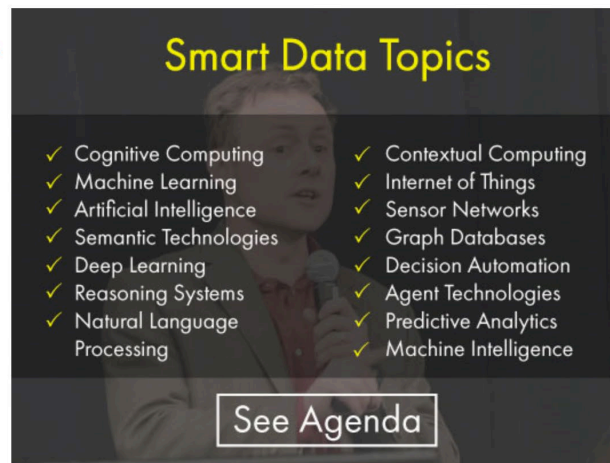 Smart Data Topics
✓ Cognitive Computing
✓ Machine Learning
✓ Artificial Intelligence
✓ Semantic Technologies
✓ Deep Learning
✓ Reasoning Systems
✓ Natural Language
Processing
✓ Contextual Computing
✓ Internet of Things
✓ Sensor Networks
✓ Graph Databases
✓ Decision Automation
✓ Agent Technologies
✓ Predictive Analytics
✓ Machine Intelligence
See Agenda